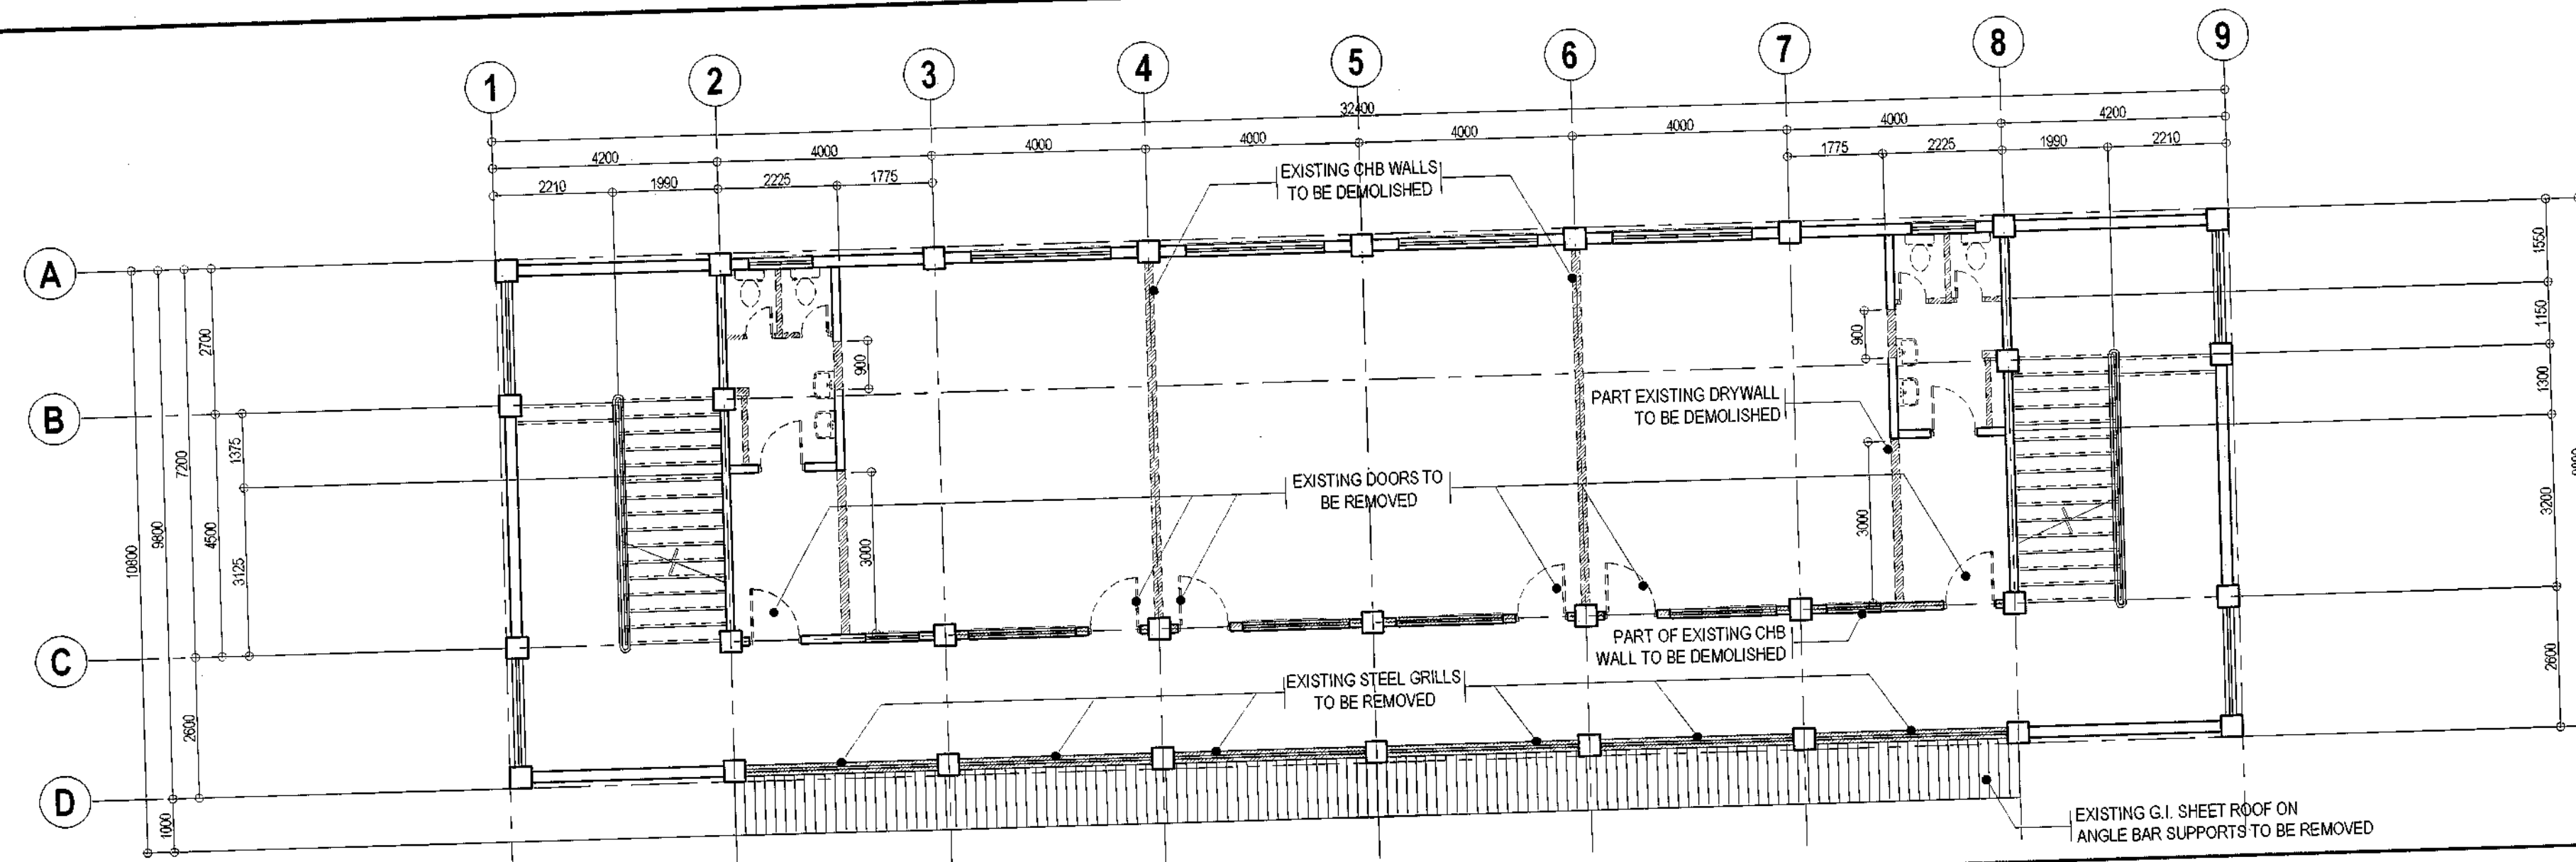 1
2
3
4
5
6
7
8
9
32400
4200
4000
4000
4000
4000
4000
4000
4200
2210
1990
2225
1775
1775
2225
1990
2210
EXISTING CHB WALLS
TO BE DEMOLISHED
A
B
C
D
10800
9800
7200
2700
4500
1375
3125
2600
1000
900
3000
900
3000
PART EXISTING DRYWALL
TO BE DEMOLISHED
EXISTING DOORS TO
BE REMOVED
PART OF EXISTING CHB
WALL TO BE DEMOLISHED
EXISTING STEEL GRILLS
TO BE REMOVED
EXISTING G.I. SHEET ROOF ON
ANGLE BAR SUPPORTS TO BE REMOVED
1550
1150
1300
3200
2600